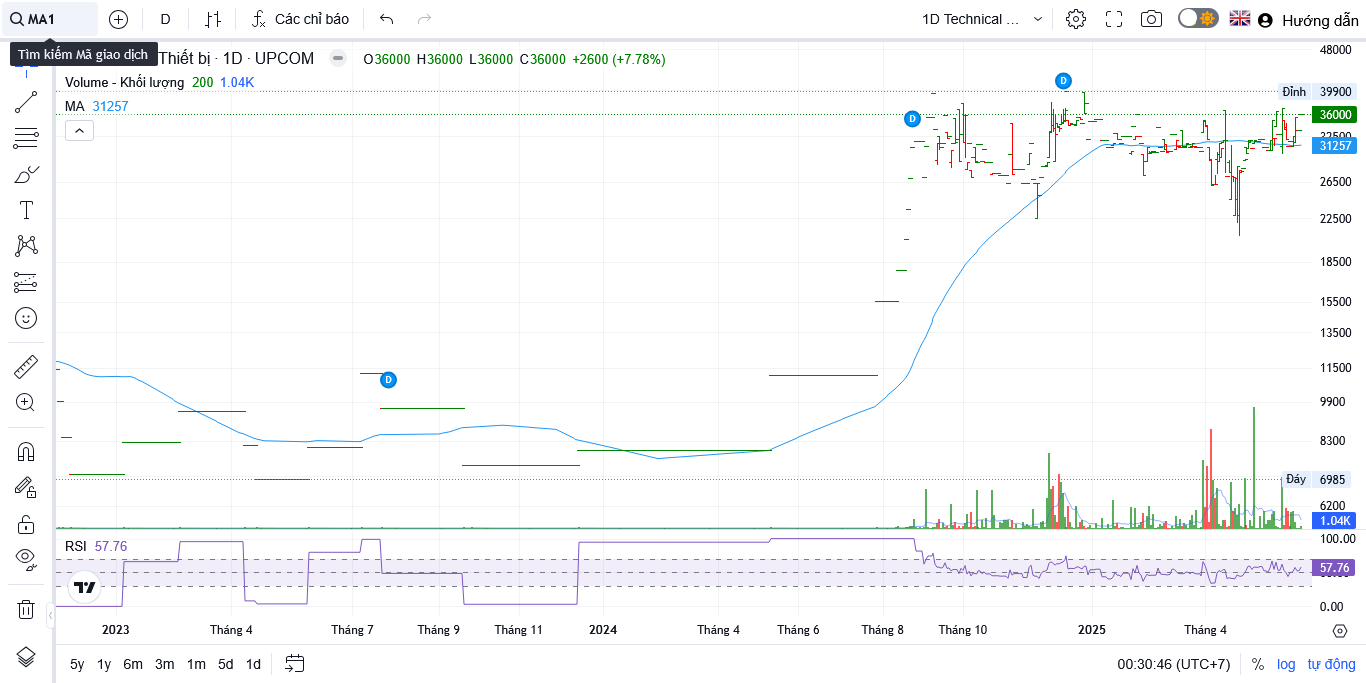 MA1
D
Các chỉ báo
1D Technical ...
Hướng dẫn
Tìm kiếm Mã giao dịch
Thiết bị · 1D · UPCOM
O36000 H36000 L36000 C36000 +2600 (+7.78%)
Volume - Khối lượng 200 1.04K
MA 31257
48000
Đỉnh 39900
36000
32500
31257
26500
22500
18500
15500
13500
11500
9900
8300
Đáy 6985
6200
1.04K
D
D
D
RSI 57.76
100.00
57.76
0.00
2023
Tháng 4
Tháng 7
Tháng 9
Tháng 11
2024
Tháng 4
Tháng 6
Tháng 8
Tháng 10
2025
Tháng 4
5y 1y 6m 3m 1m 5d 1d
00:30:46 (UTC+7)
%
log
tự động